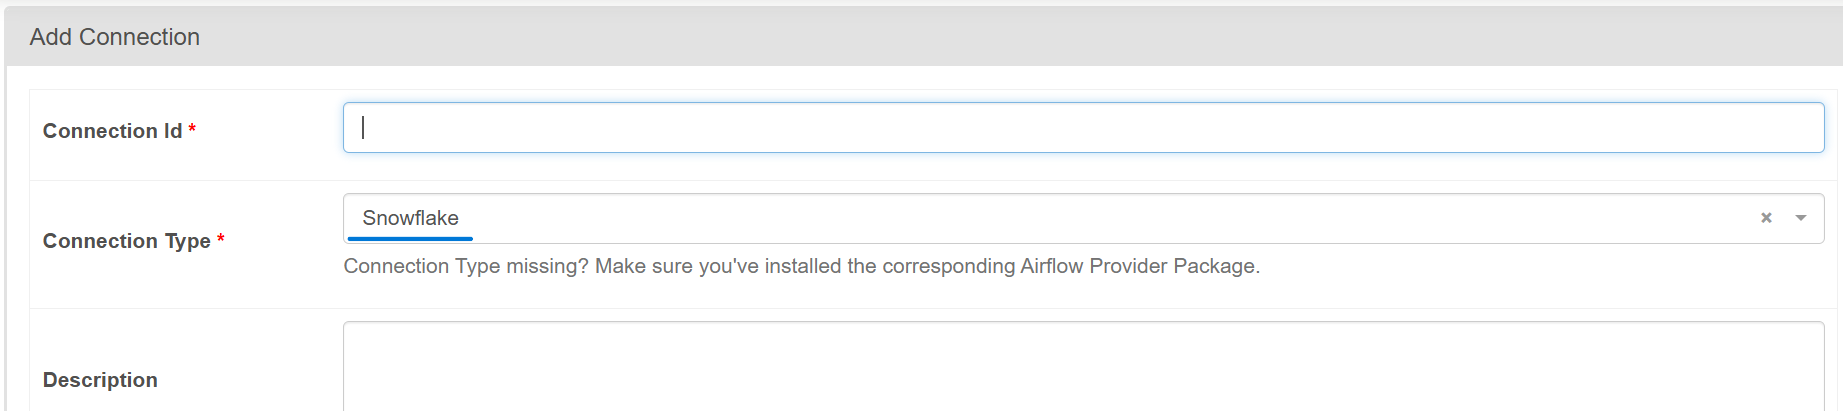 Add Connection
Connection Id *
Connection Type *
Snowflake
Connection Type missing? Make sure you've installed the corresponding Airflow Provider Package.
Description